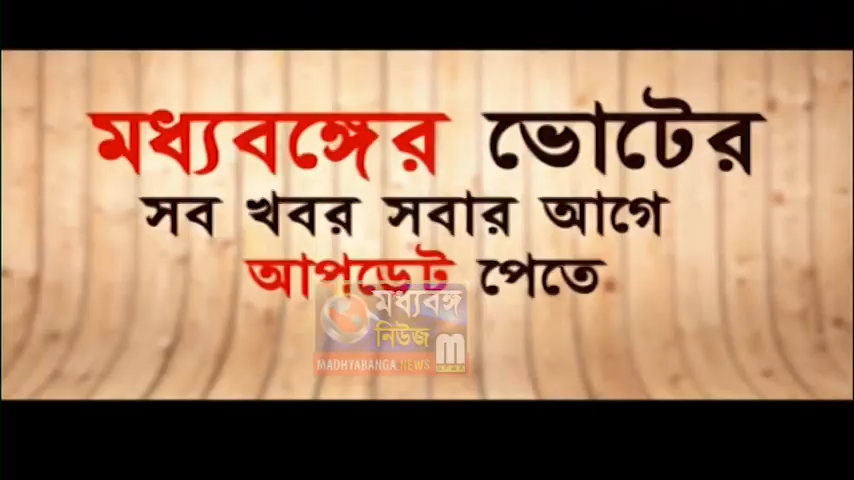 মধ্যবঙ্গের ভোটের
সব খবর সবার আগে
আপডেট পেতে
মধ্যবঙ্গ
নিউজ
MADHYABANGA NEWS
m